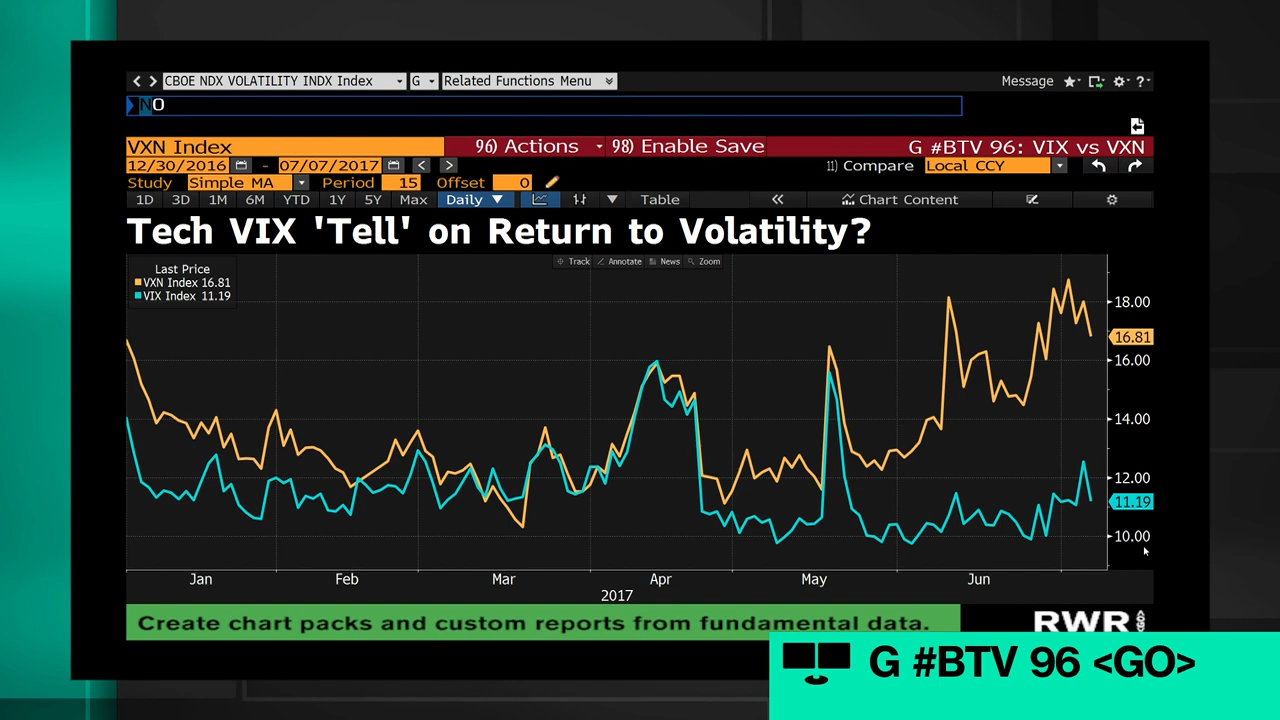 CBOE NDX VOLATILITY INDX Index G Related Functions Menu Message ?
NO
VXN Index 96) Actions 98) Enable Save G #BTV 96: VIX vs VXN
12/30/2016 - 07/07/2017 11) Compare Local CCY
Study Simple MA Period 15 Offset 0
1D 3D 1M 6M YTD 1Y 5Y Max Daily Table Chart Content
Tech VIX 'Tell' on Return to Volatility?
Track Annotate News Zoom
Last Price
VXN Index 16.81
VIX Index 11.19
18.00
16.81
16.00
14.00
12.00
11.19
10.00
Jan Feb Mar Apr May Jun
2017
Create chart packs and custom reports from fundamental data.
RWR GO
G #BTV 96 <GO>